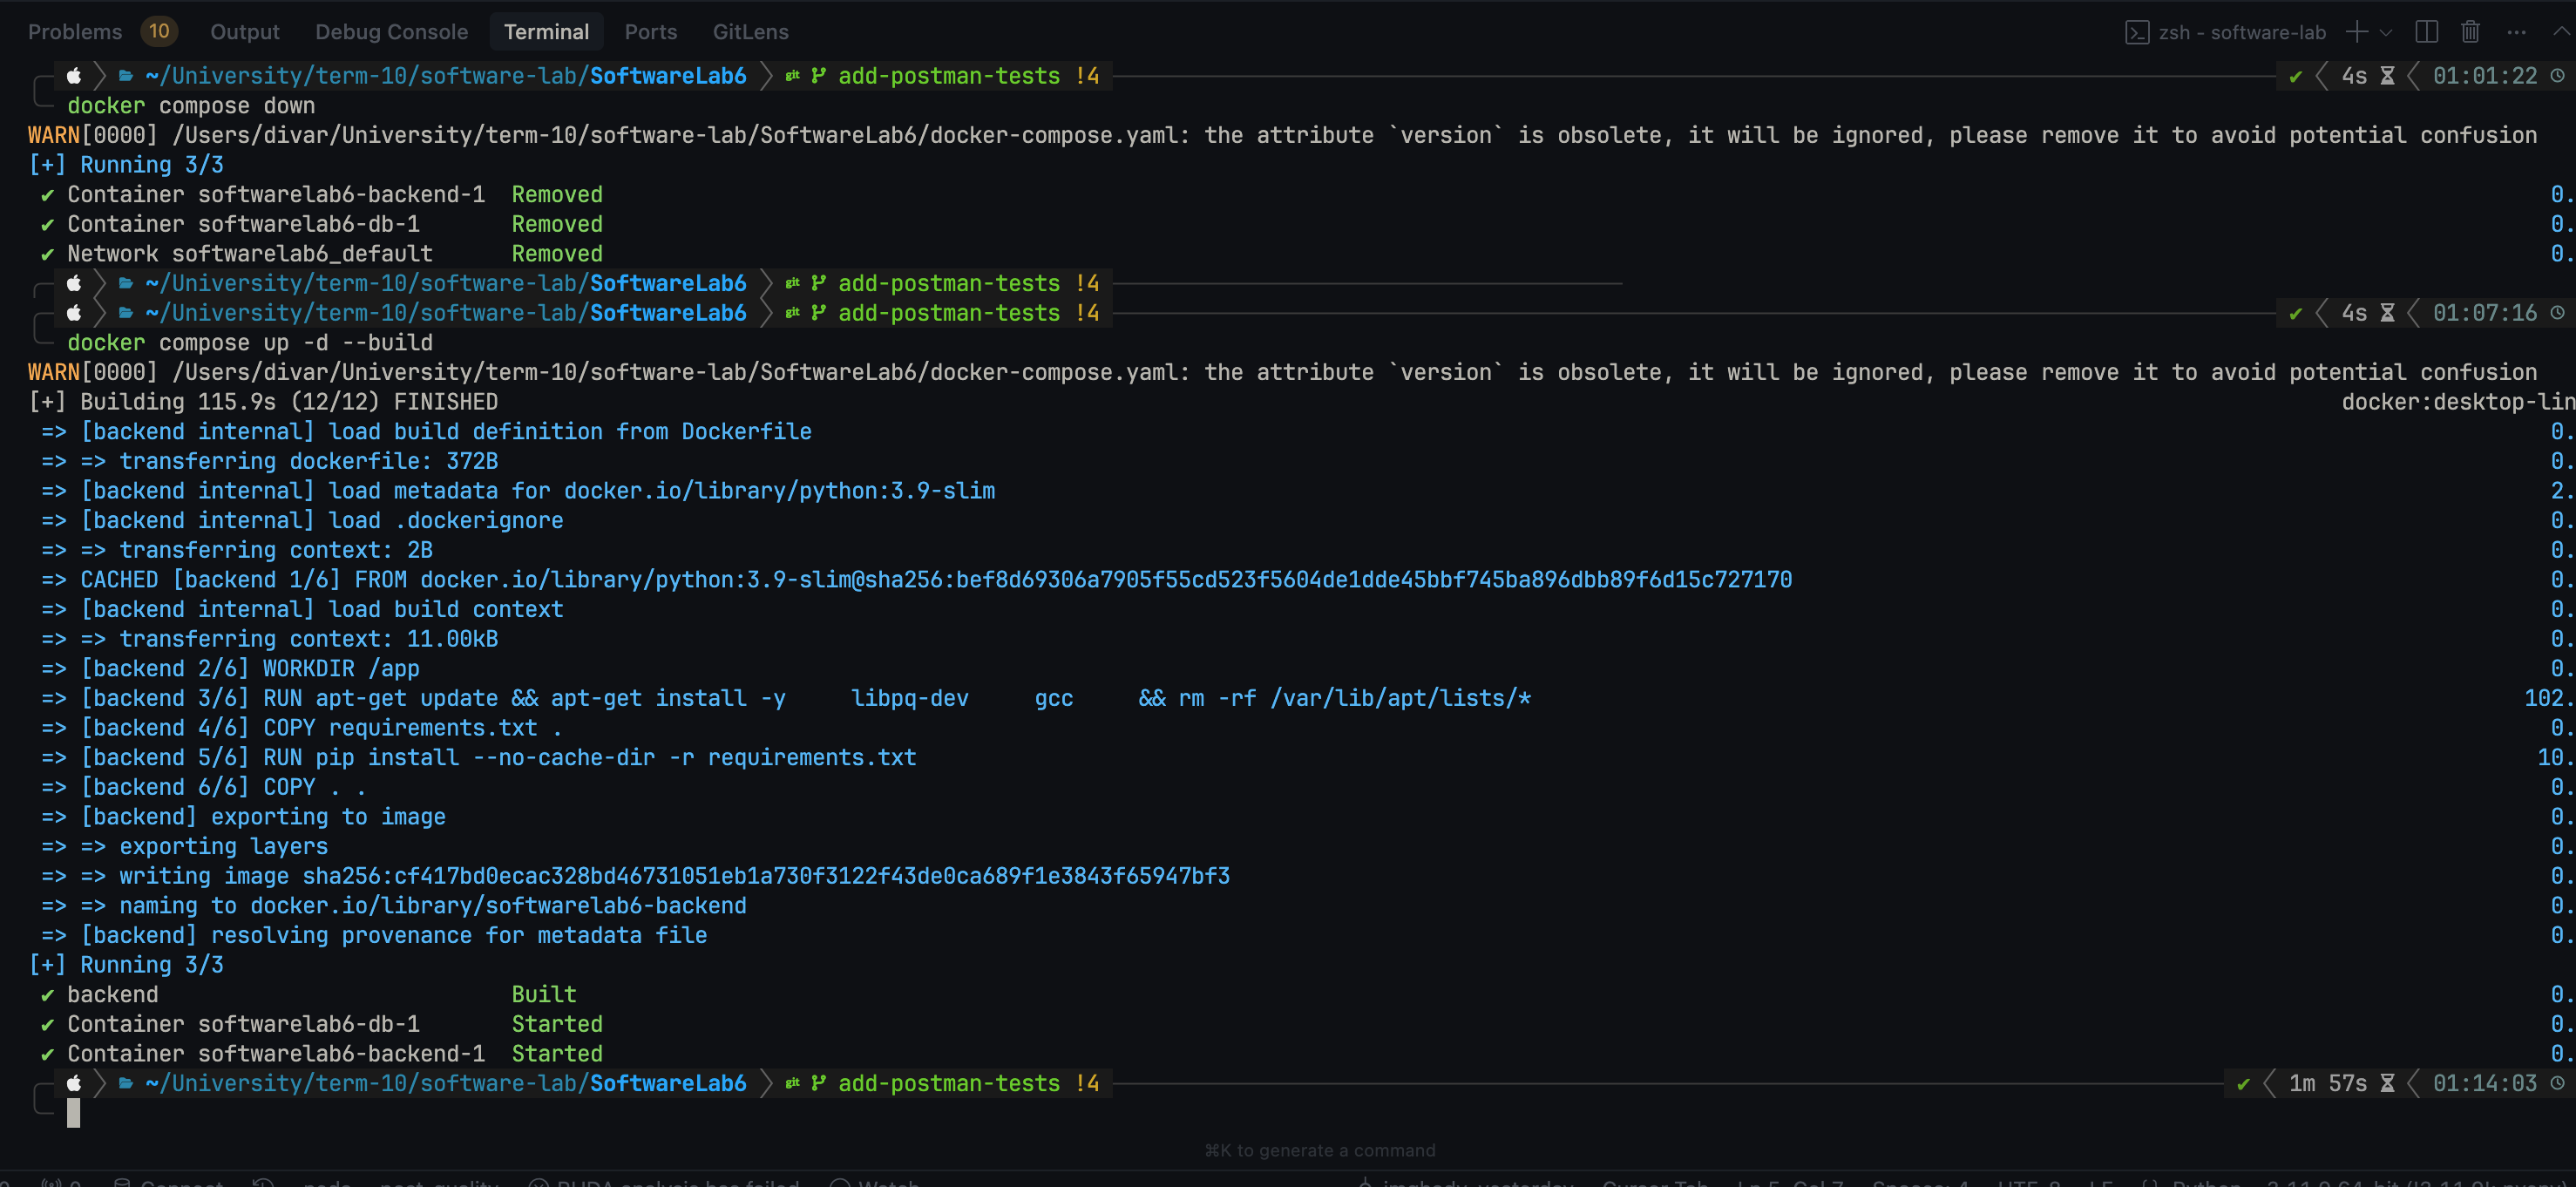 Problems 10 Output Debug Console Terminal Ports GitLens zsh - software-lab
~/University/term-10/software-lab/SoftwareLab6 git add-postman-tests !4 ✔ 4s 01:01:22
docker compose down
WARN[0000] /Users/divar/University/term-10/software-lab/SoftwareLab6/docker-compose.yaml: the attribute `version` is obsolete, it will be ignored, please remove it to avoid potential confusion
[+] Running 3/3
✔ Container softwarelab6-backend-1 Removed 0.
✔ Container softwarelab6-db-1 Removed 0.
✔ Network softwarelab6_default Removed 0.
~/University/term-10/software-lab/SoftwareLab6 git add-postman-tests !4
~/University/term-10/software-lab/SoftwareLab6 git add-postman-tests !4 ✔ 4s 01:07:16
docker compose up -d --build
WARN[0000] /Users/divar/University/term-10/software-lab/SoftwareLab6/docker-compose.yaml: the attribute `version` is obsolete, it will be ignored, please remove it to avoid potential confusion
[+] Building 115.9s (12/12) FINISHED docker:desktop-lin
=> [backend internal] load build definition from Dockerfile 0.
=> => transferring dockerfile: 372B 0.
=> [backend internal] load metadata for docker.io/library/python:3.9-slim 2.
=> [backend internal] load .dockerignore 0.
=> => transferring context: 2B 0.
=> CACHED [backend 1/6] FROM docker.io/library/python:3.9-slim@sha256:bef8d69306a7905f55cd523f5604de1dde45bbf745ba896dbb89f6d15c727170 0.
=> [backend internal] load build context 0.
=> => transferring context: 11.00kB 0.
=> [backend 2/6] WORKDIR /app 0.
=> [backend 3/6] RUN apt-get update && apt-get install -y     libpq-dev     gcc     && rm -rf /var/lib/apt/lists/* 102.
=> [backend 4/6] COPY requirements.txt . 0.
=> [backend 5/6] RUN pip install --no-cache-dir -r requirements.txt 10.
=> [backend 6/6] COPY . . 0.
=> [backend] exporting to image 0.
=> => exporting layers 0.
=> => writing image sha256:cf417bd0ecac328bd46731051eb1a730f3122f43de0ca689f1e3843f65947bf3 0.
=> => naming to docker.io/library/softwarelab6-backend 0.
=> [backend] resolving provenance for metadata file 0.
[+] Running 3/3
✔ backend Built 0.
✔ Container softwarelab6-db-1 Started 0.
✔ Container softwarelab6-backend-1 Started 0.
~/University/term-10/software-lab/SoftwareLab6 git add-postman-tests !4 ✔ 1m 57s 01:14:03
⌘K to generate a command